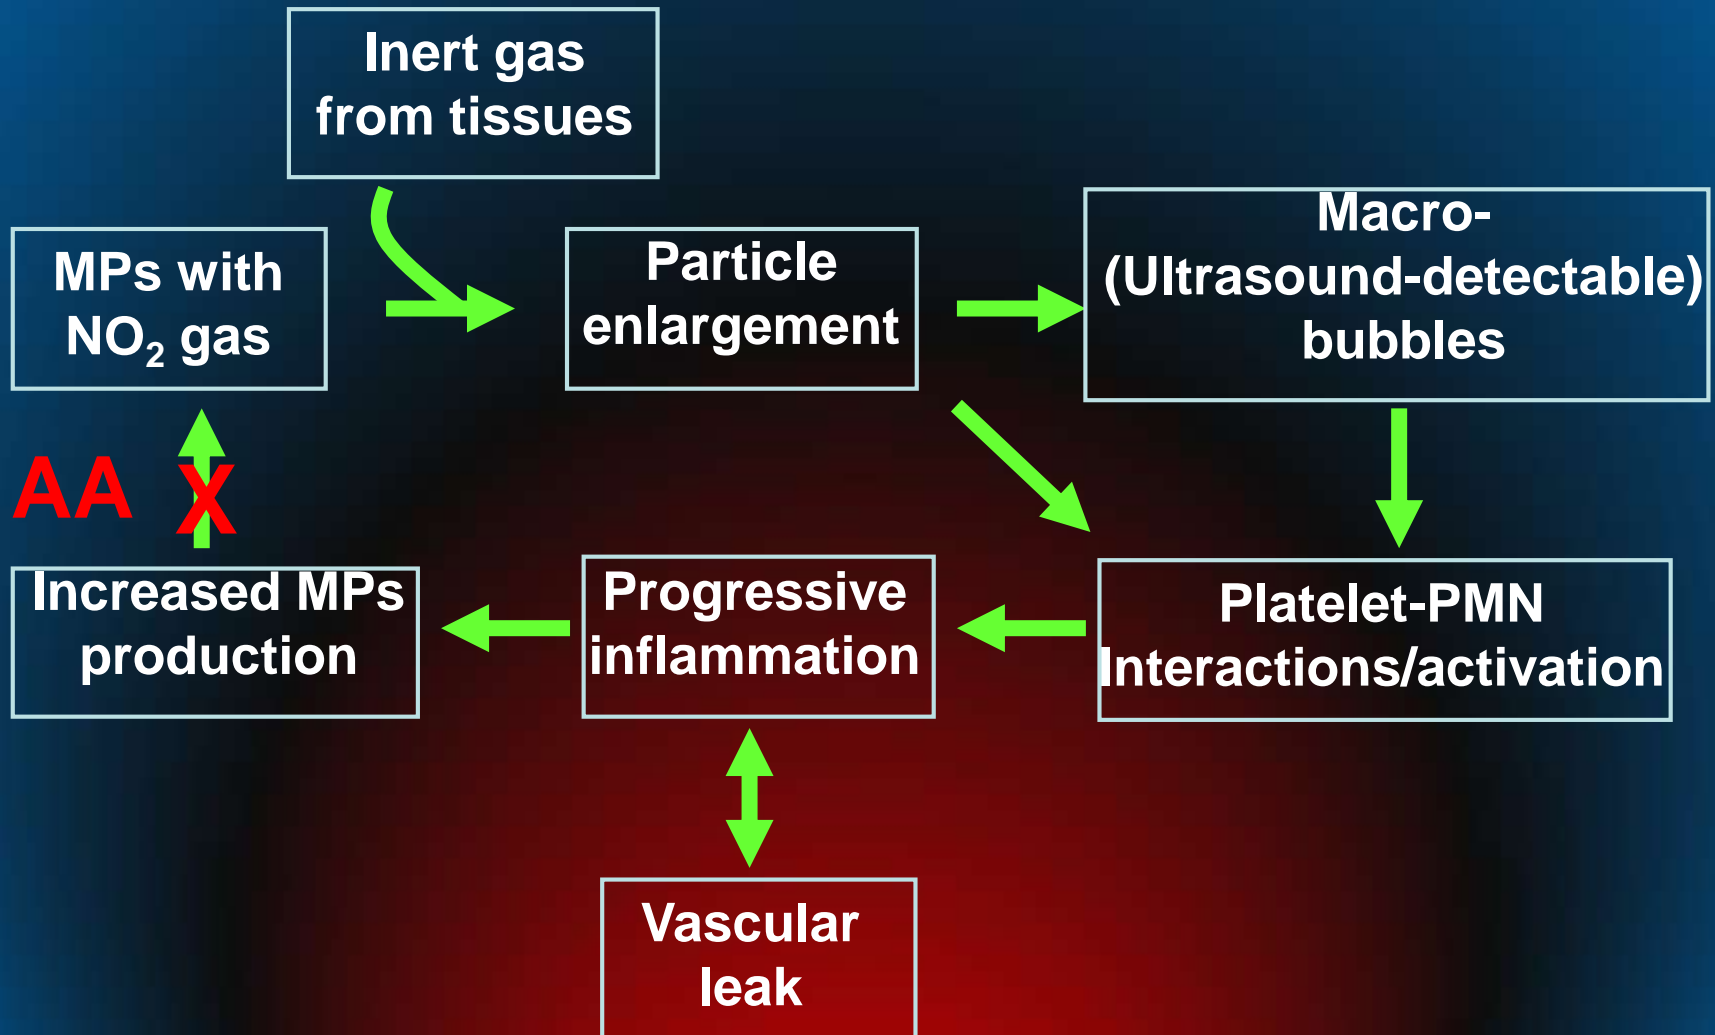 Inert gas
from tissues
MPs with
NO₂ gas
Particle
enlargement
Macro-
(Ultrasound-detectable)
bubbles
AA X
Increased MPs
production
Progressive
inflammation
Platelet-PMN
Interactions/activation
Vascular
leak